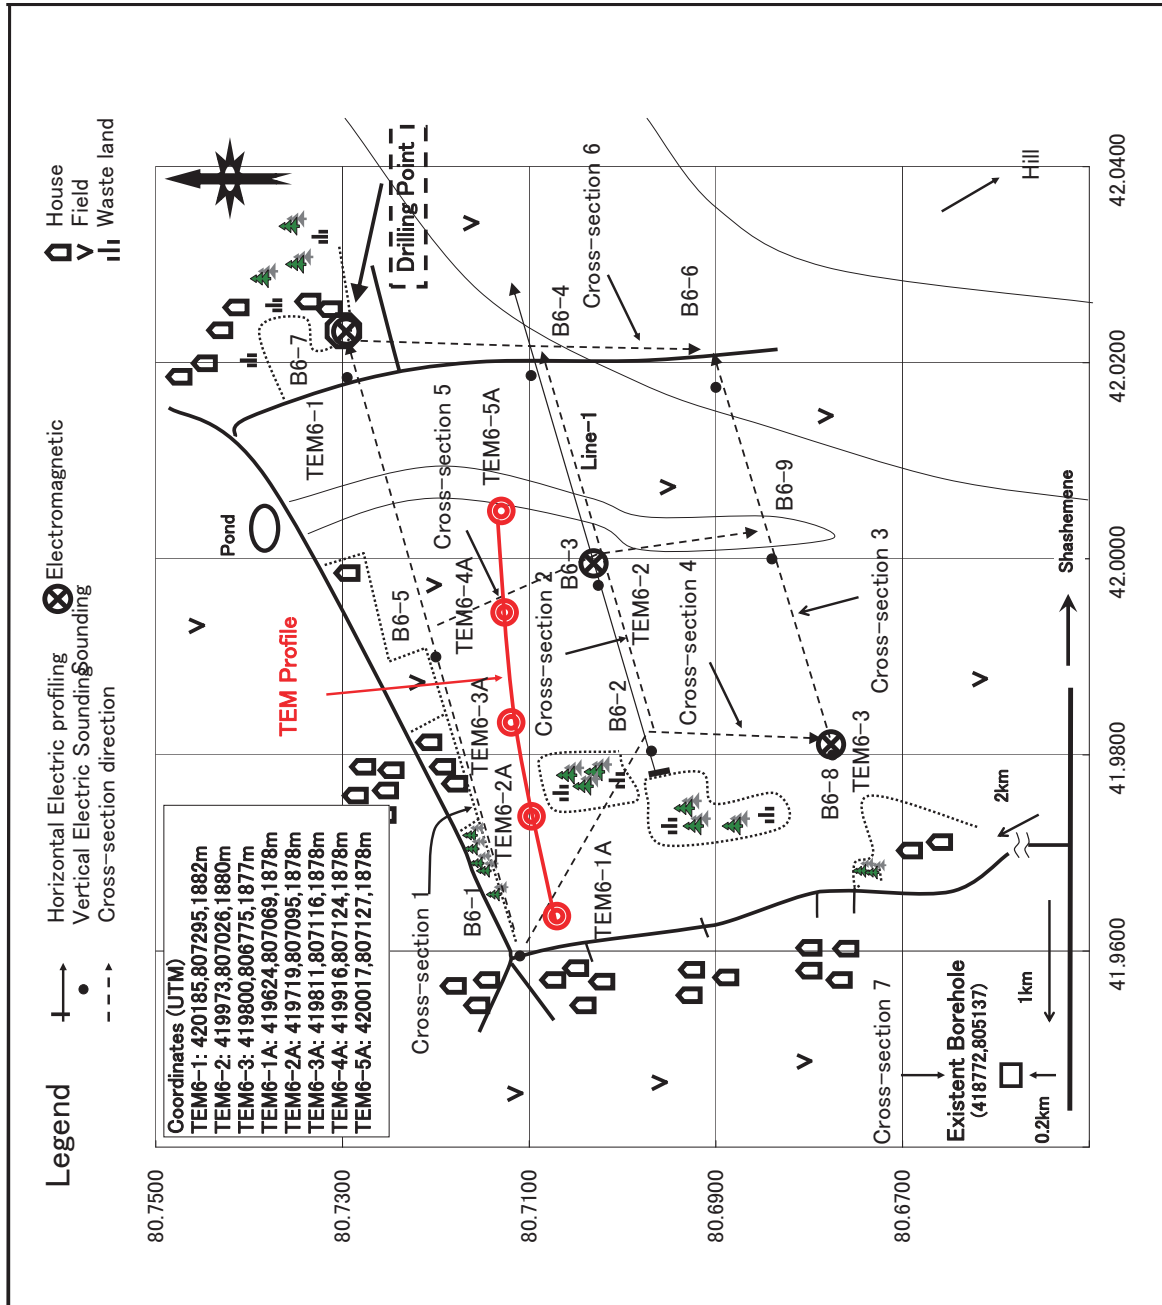 Legend
Horizontal Electric profiling
Vertical Electric Sounding
Cross-section direction
Electromagnetic
Sounding
House
Field
Waste land
Coordinates (UTM)
TEM6-1: 420185,807295,1882m
TEM6-2: 419973,807026,1880m
TEM6-3: 419800,806775,1877m
TEM6-1A: 419624,807069,1878m
TEM6-2A: 419719,807095,1878m
TEM6-3A: 419811,807116,1878m
TEM6-4A: 419916,807124,1878m
TEM6-5A: 420017,807127,1878m
80.7500
80.7300
80.7100
80.6900
80.6700
41.9600
41.9800
42.0000
42.0200
42.0400
Pond
Drilling Point
B6-7
TEM6-1
Cross-section 5
TEM6-5A
B6-4
Cross-section 6
B6-6
Hill
B6-5
TEM Profile
TEM6-4A
TEM6-3A
Cross-section 2
B6-3
Line-1
TEM6-2
B6-2
Cross-section 4
B6-9
Cross-section 3
Shashemene
Cross-section 1
B6-1
TEM6-2A
TEM6-1A
B6-8
TEM6-3
2km
Cross-section 7
Existent Borehole
(418772,805137)
1km
0.2km